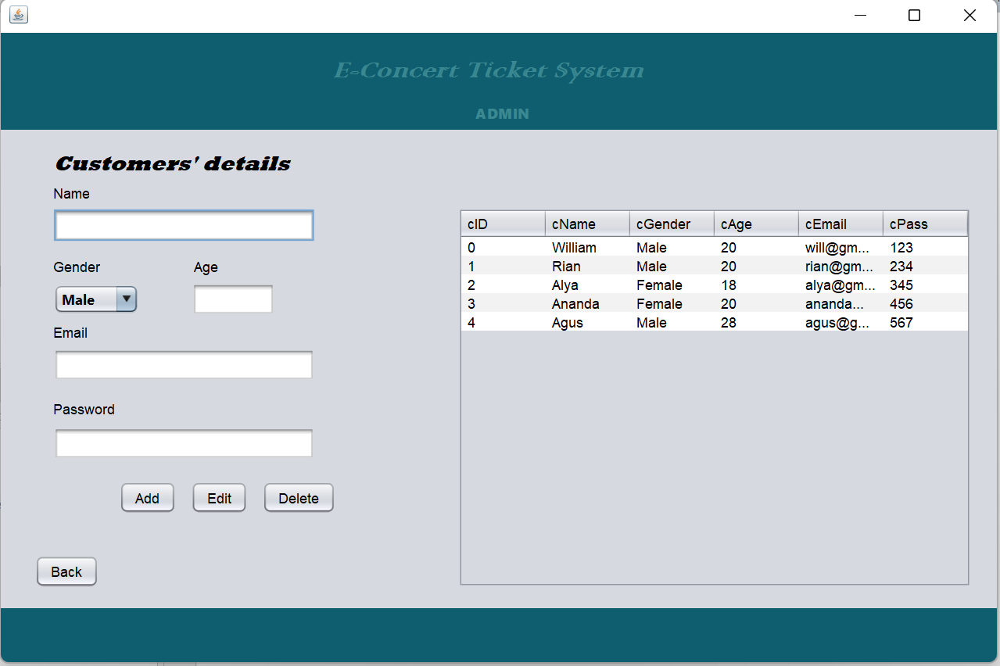 E-Concert Ticket System
ADMIN
Customers' details
Name
Gender Age
Male
Email
Password
Add Edit Delete
Back
cID cName cGender cAge cEmail cPass
0 William Male 20 will@gm... 123
1 Rian Male 20 rian@gm... 234
2 Alya Female 18 alya@gm... 345
3 Ananda Female 20 ananda... 456
4 Agus Male 28 agus@g... 567